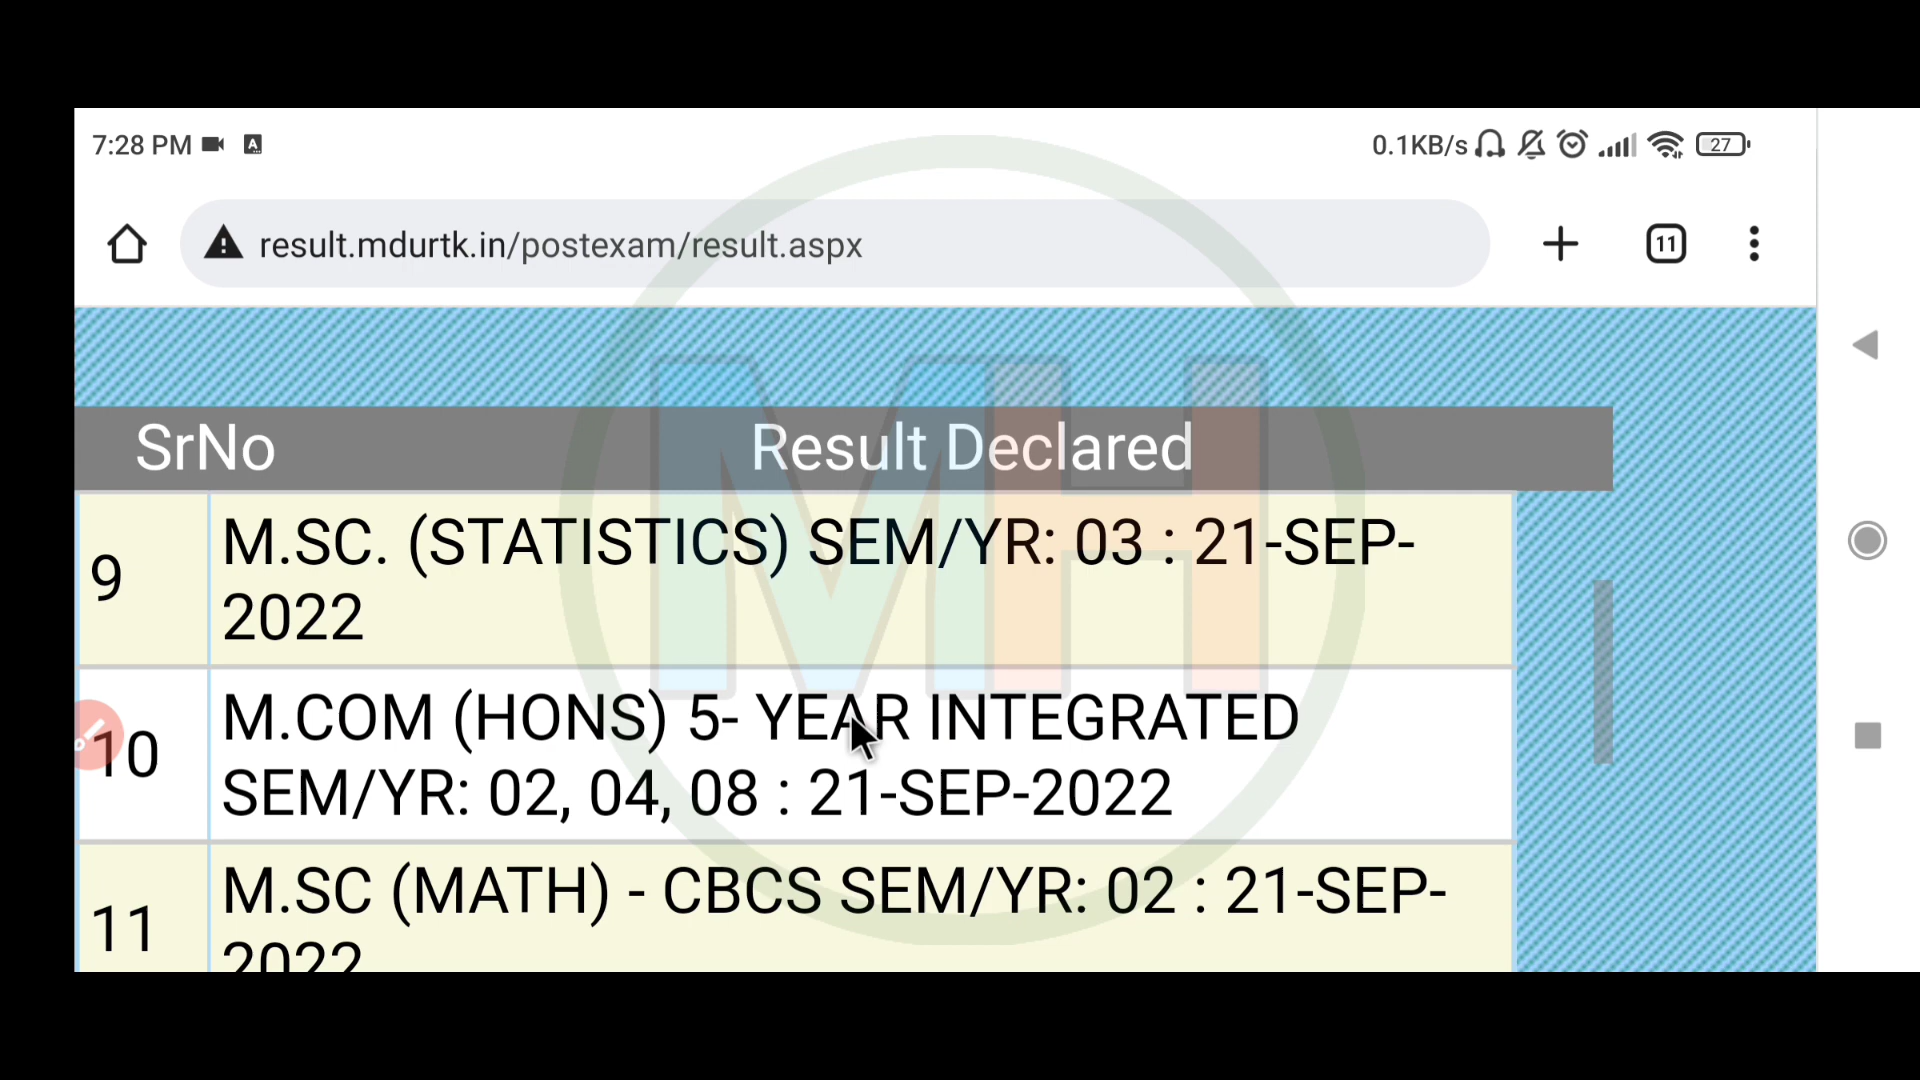 7:28 PM A
0.1KB/s 27
result.mdurtk.in/postexam/result.aspx 11
SrNo Result Declared
9 M.SC. (STATISTICS) SEM/YR: 03 : 21-SEP-
2022
10 M.COM (HONS) 5- YEAR INTEGRATED
SEM/YR: 02, 04, 08 : 21-SEP-2022
11 M.SC (MATH) - CBCS SEM/YR: 02 : 21-SEP-
2022
MH